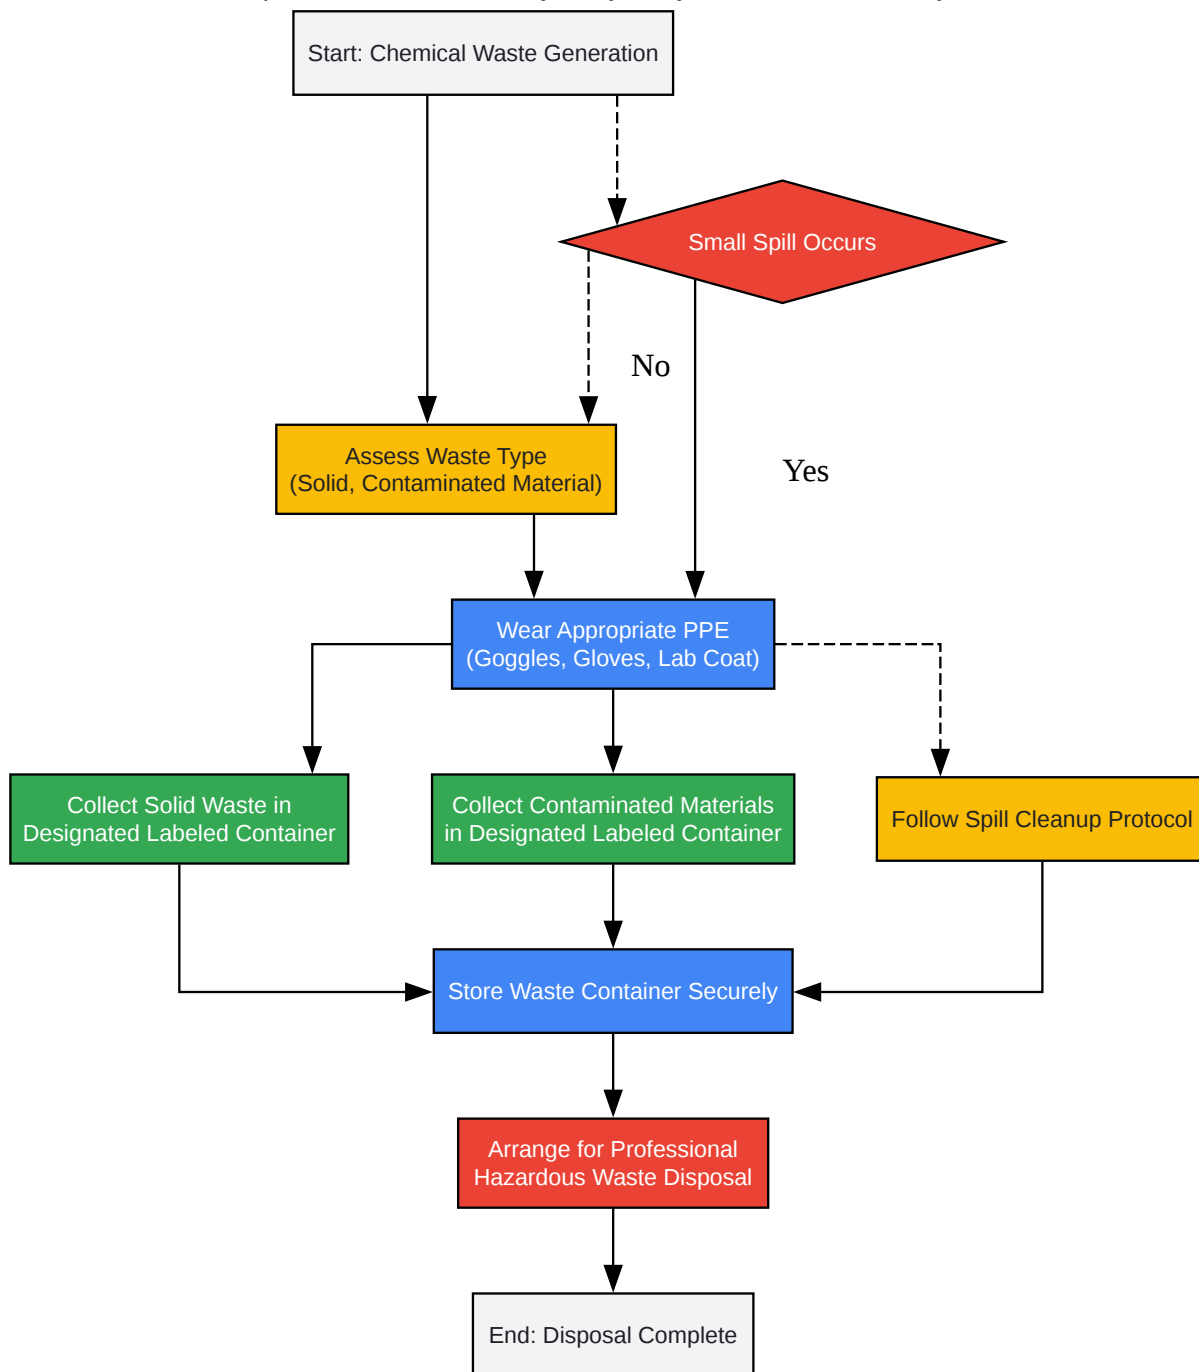 Start: Chemical Waste Generation
Small Spill Occurs
No
Yes
Assess Waste Type
(Solid, Contaminated Material)
Wear Appropriate PPE
(Goggles, Gloves, Lab Coat)
Collect Solid Waste in
Designated Labeled Container
Collect Contaminated Materials
in Designated Labeled Container
Follow Spill Cleanup Protocol
Store Waste Container Securely
Arrange for Professional
Hazardous Waste Disposal
End: Disposal Complete